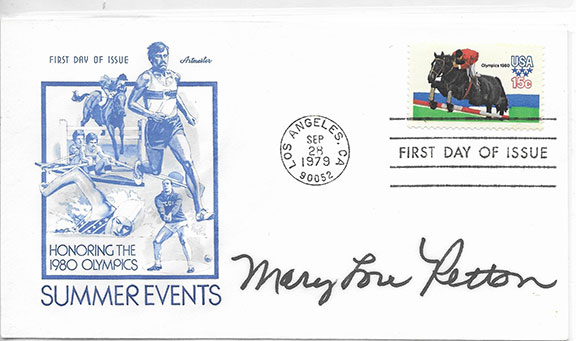 FIRST DAY OF ISSUE
Artmaster
HONORING THE
1980 OLYMPICS
SUMMER EVENTS
LOS ANGELES, CA
SEP
28
1979
90052
Olympics 1980
USA
15c
FIRST DAY OF ISSUE
Mary Lou Retton